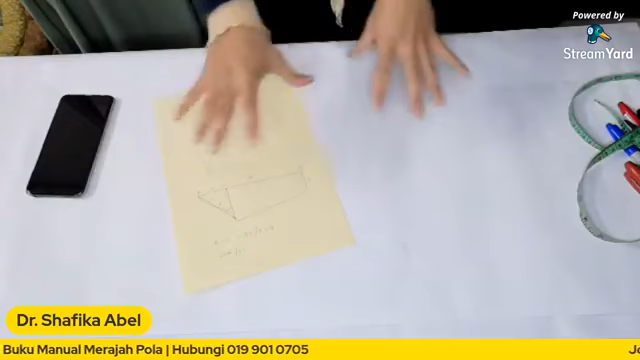 Powered by
StreamYard
Dr. Shafika Abel
Buku Manual Merajah Pola | Hubungi 019 901 0705